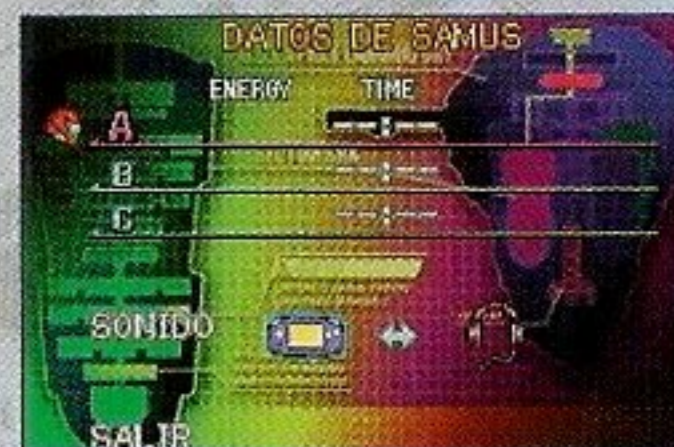 DATOS DE SAMUS
ENERGY TIME
A
B
C
SONIDO
SALIR